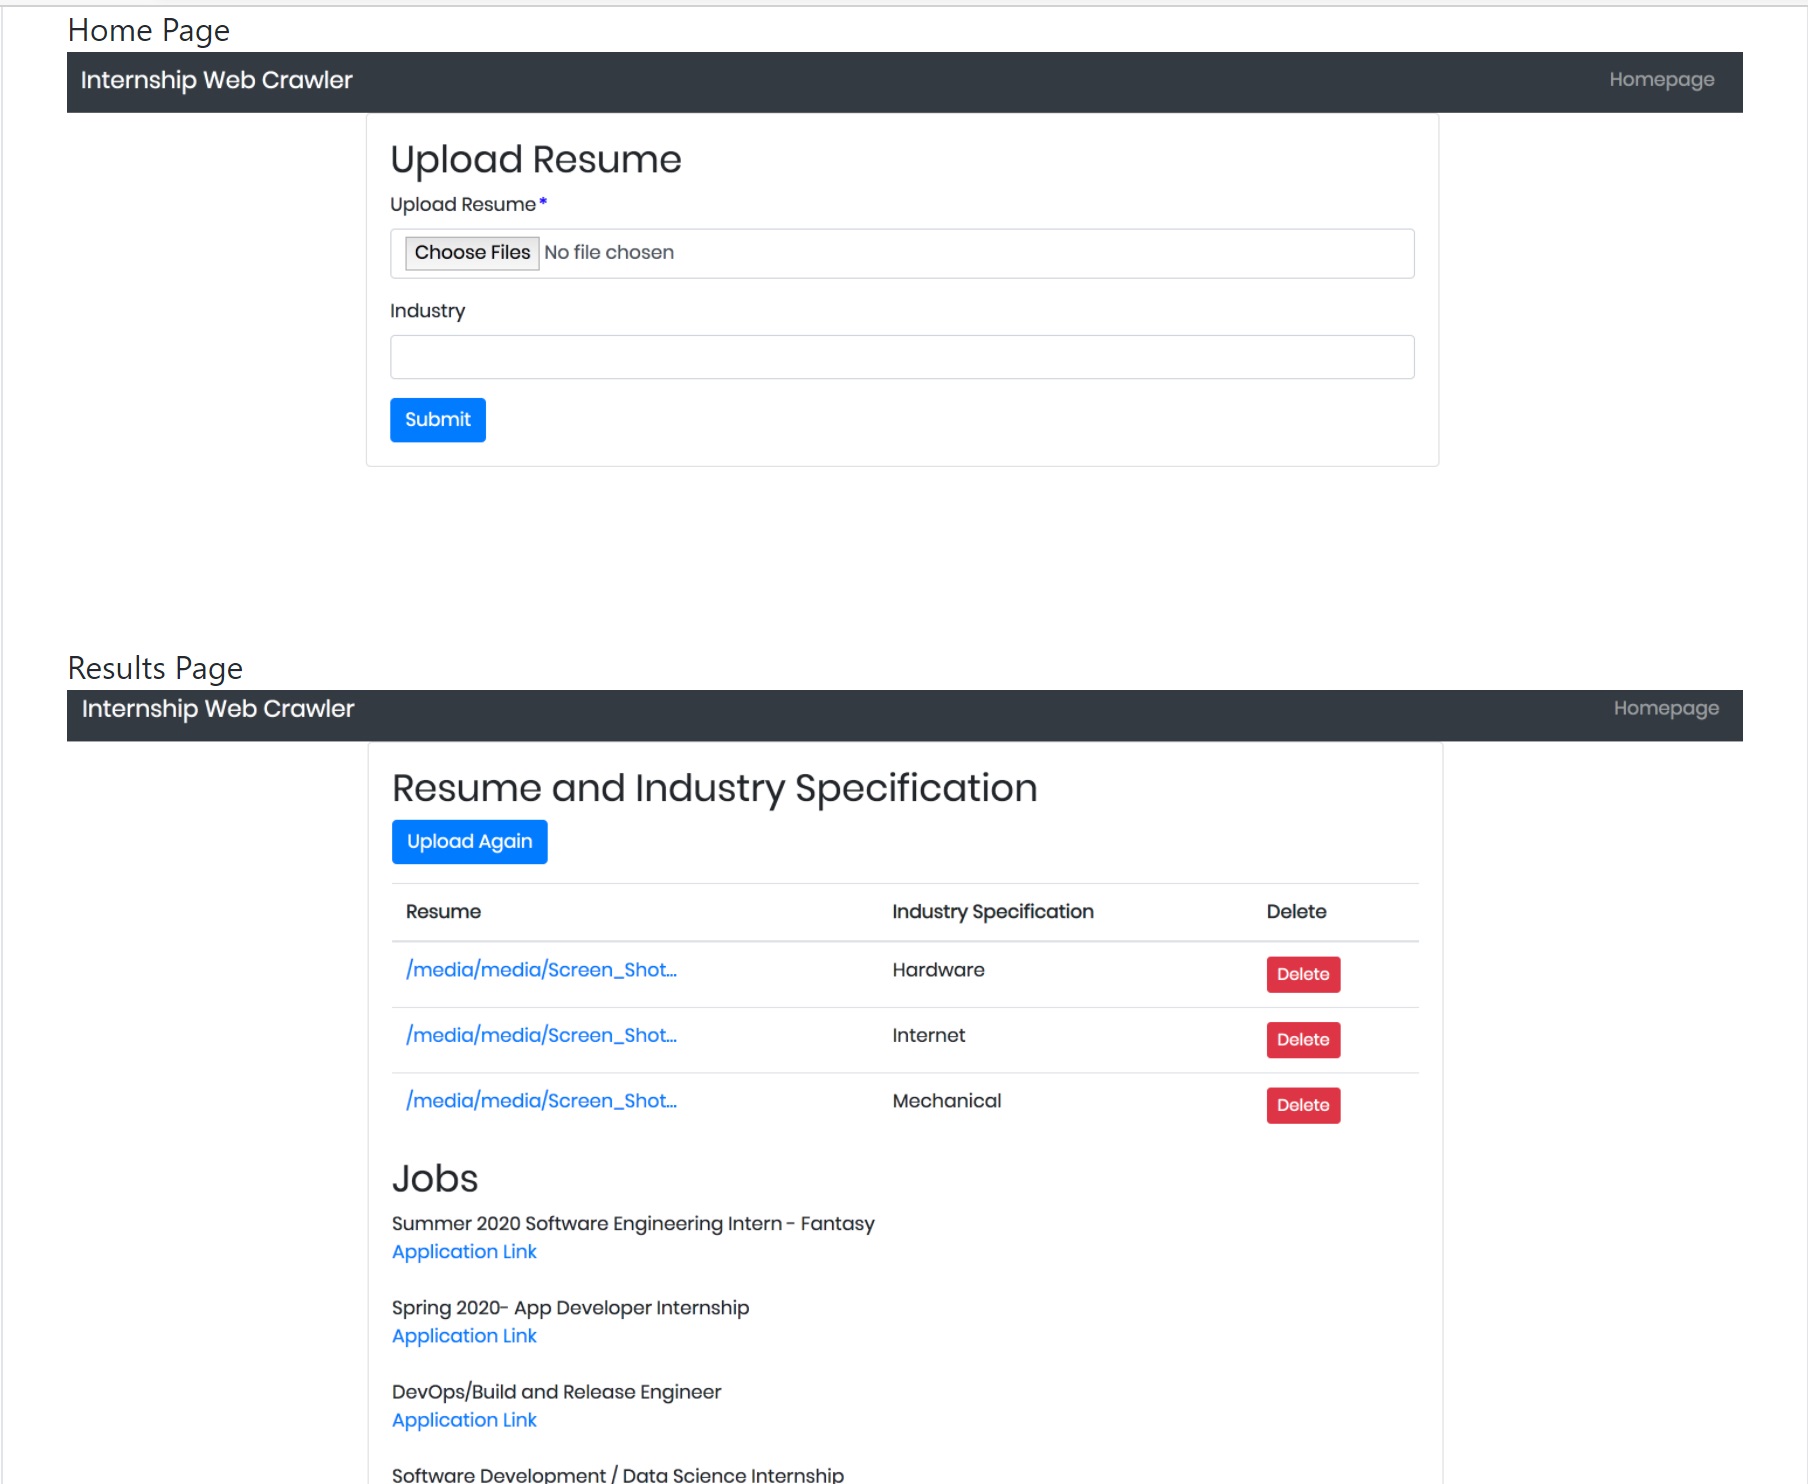 Home Page
Internship Web Crawler Homepage
Upload Resume
Upload Resume*
Choose Files No file chosen
Industry
Submit
Results Page
Internship Web Crawler Homepage
Resume and Industry Specification
Upload Again
Resume Industry Specification Delete
/media/media/Screen_Shot... Hardware Delete
/media/media/Screen_Shot... Internet Delete
/media/media/Screen_Shot... Mechanical Delete
Jobs
Summer 2020 Software Engineering Intern - Fantasy
Application Link
Spring 2020- App Developer Internship
Application Link
DevOps/Build and Release Engineer
Application Link
Software Development / Data Science Internship